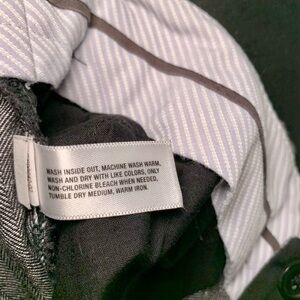 WASH INSIDE OUT, MACHINE WASH WARM,
WASH AND DRY WITH LIKE COLORS, ONLY
NON-CHLORINE BLEACH WHEN NEEDED,
TUMBLE DRY MEDIUM, WARM IRON.